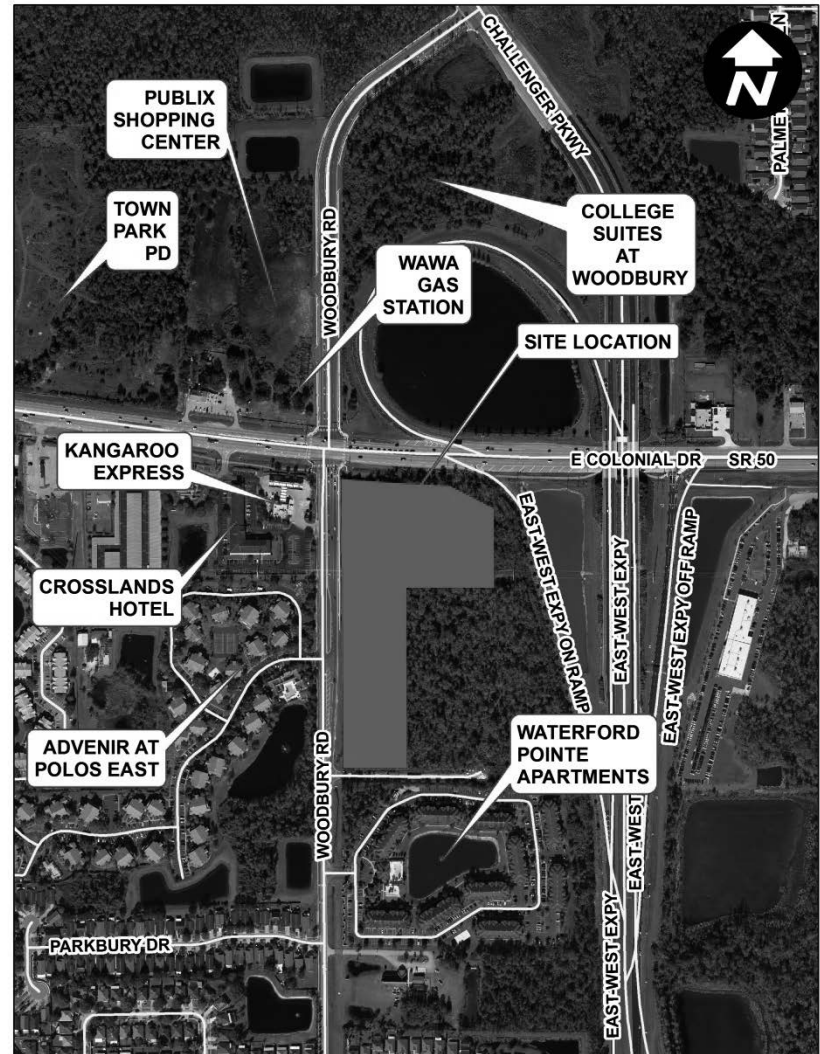 CHALLENGER PKWY
N
PUBLIX
SHOPPING
CENTER
TOWN
PARK
PD
WOODBURY RD
COLLEGE
SUITES
AT
WOODBURY
WAWA
GAS
STATION
SITE LOCATION
KANGAROO
EXPRESS
E COLONIAL DR
SR 50
CROSSLANDS
HOTEL
EAST-WEST EXPY ON RAMP
EAST-WEST EXPY
EAST-WEST EXPY OFF RAMP
ADVENIR AT
POLOS EAST
WATERFORD
POINTE
APARTMENTS
WOODBURY RD
EAST-WEST
EAST-WEST EXPY
PARKBURY DR